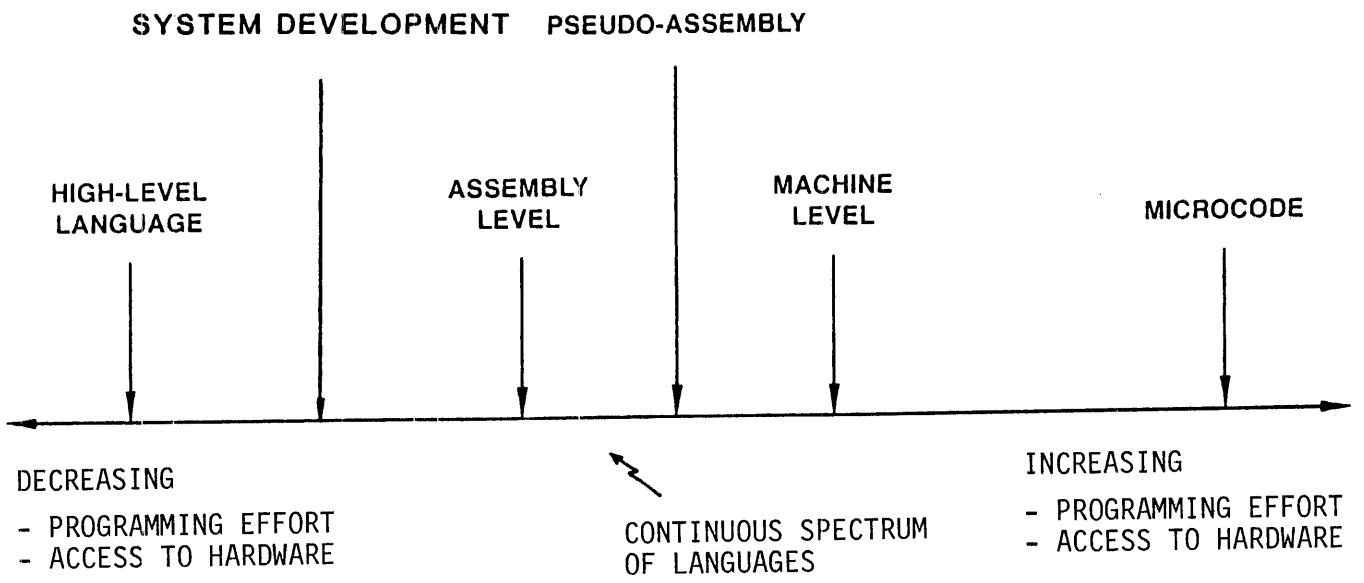 SYSTEM DEVELOPMENT PSEUDO-ASSEMBLY
HIGH-LEVEL
LANGUAGE
ASSEMBLY
LEVEL
MACHINE
LEVEL
MICROCODE
DECREASING
- PROGRAMMING EFFORT
- ACCESS TO HARDWARE
CONTINUOUS SPECTRUM
OF LANGUAGES
INCREASING
- PROGRAMMING EFFORT
- ACCESS TO HARDWARE